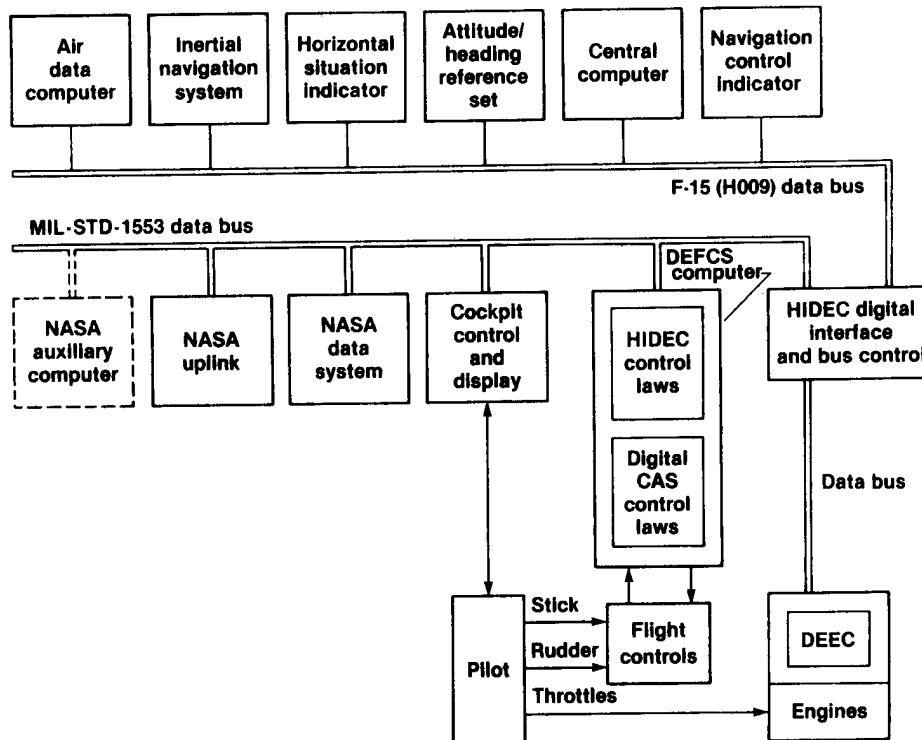 Air
data
computer
Inertial
navigation
system
Horizontal
situation
indicator
Attitude/
heading
reference
set
Central
computer
Navigation
control
indicator
F-15 (H009) data bus
MIL-STD-1553 data bus
DEFCS
computer
NASA
auxiliary
computer
NASA
uplink
NASA
data
system
Cockpit
control
and
display
HIDEC
control
laws
Digital
CAS
control
laws
HIDEC digital
interface
and bus control
Data bus
Pilot
Stick
Rudder
Throttles
Flight
controls
DEEC
Engines